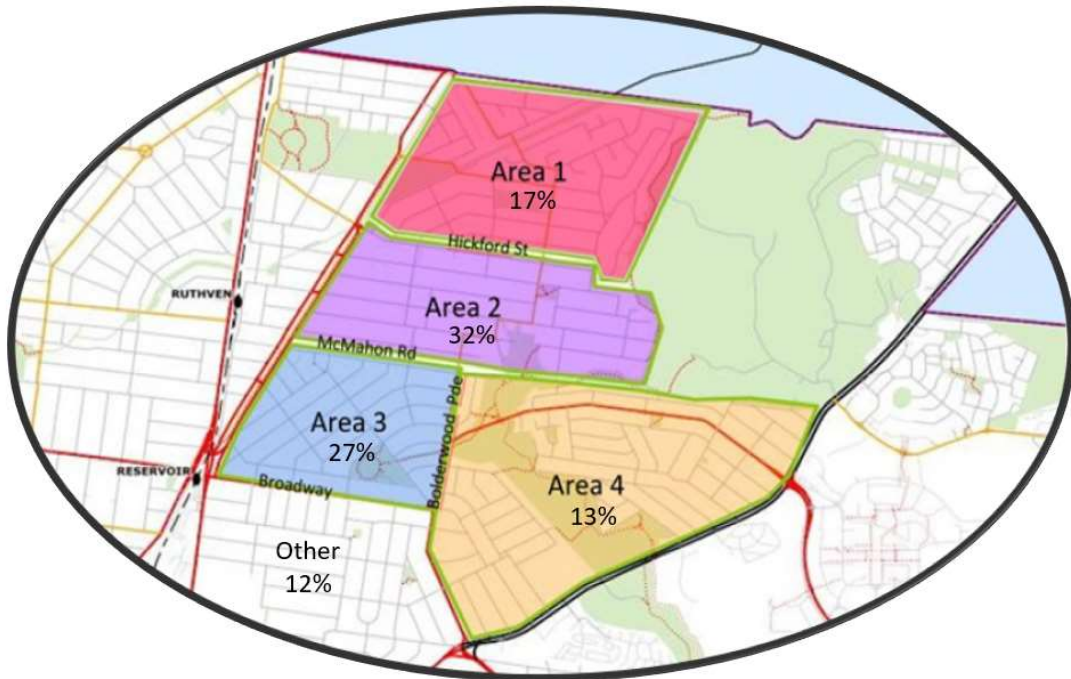 Area 1
17%
Hickford St
RUTHVEN
Area 2
32%
McMahon Rd
Area 3
27%
Bolderwood Pde
RESERVOIR
Broadway
Area 4
13%
Other
12%